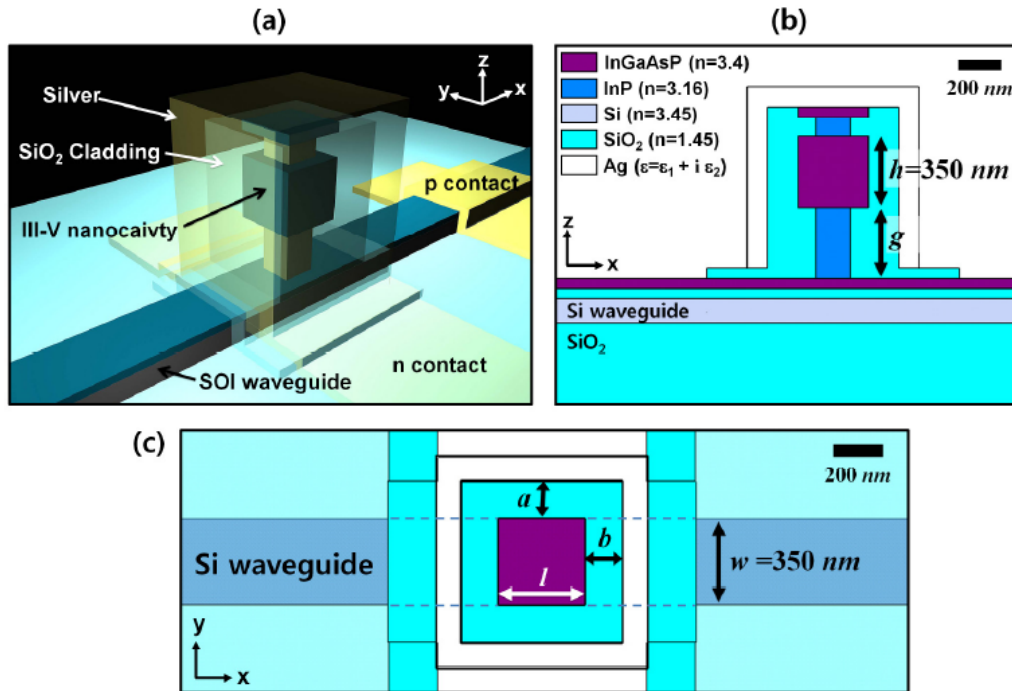 (a)
Silver
SiO2 Cladding
III-V nanocaivty
SOI waveguide
p contact
n contact
z
y
x
(b)
InGaAsP (n=3.4)
InP (n=3.16)
Si (n=3.45)
SiO2 (n=1.45)
Ag (ε=ε1 + i ε2)
200 nm
h=350 nm
g
z
x
Si waveguide
SiO2
(c)
200 nm
a
b
l
Si waveguide
w =350 nm
y
x